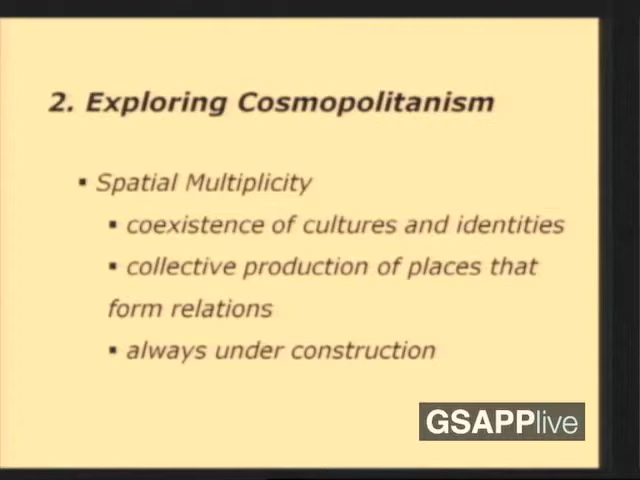 2. Exploring Cosmopolitanism
▪ Spatial Multiplicity
▪ coexistence of cultures and identities
▪ collective production of places that
form relations
▪ always under construction
GSAPPlive